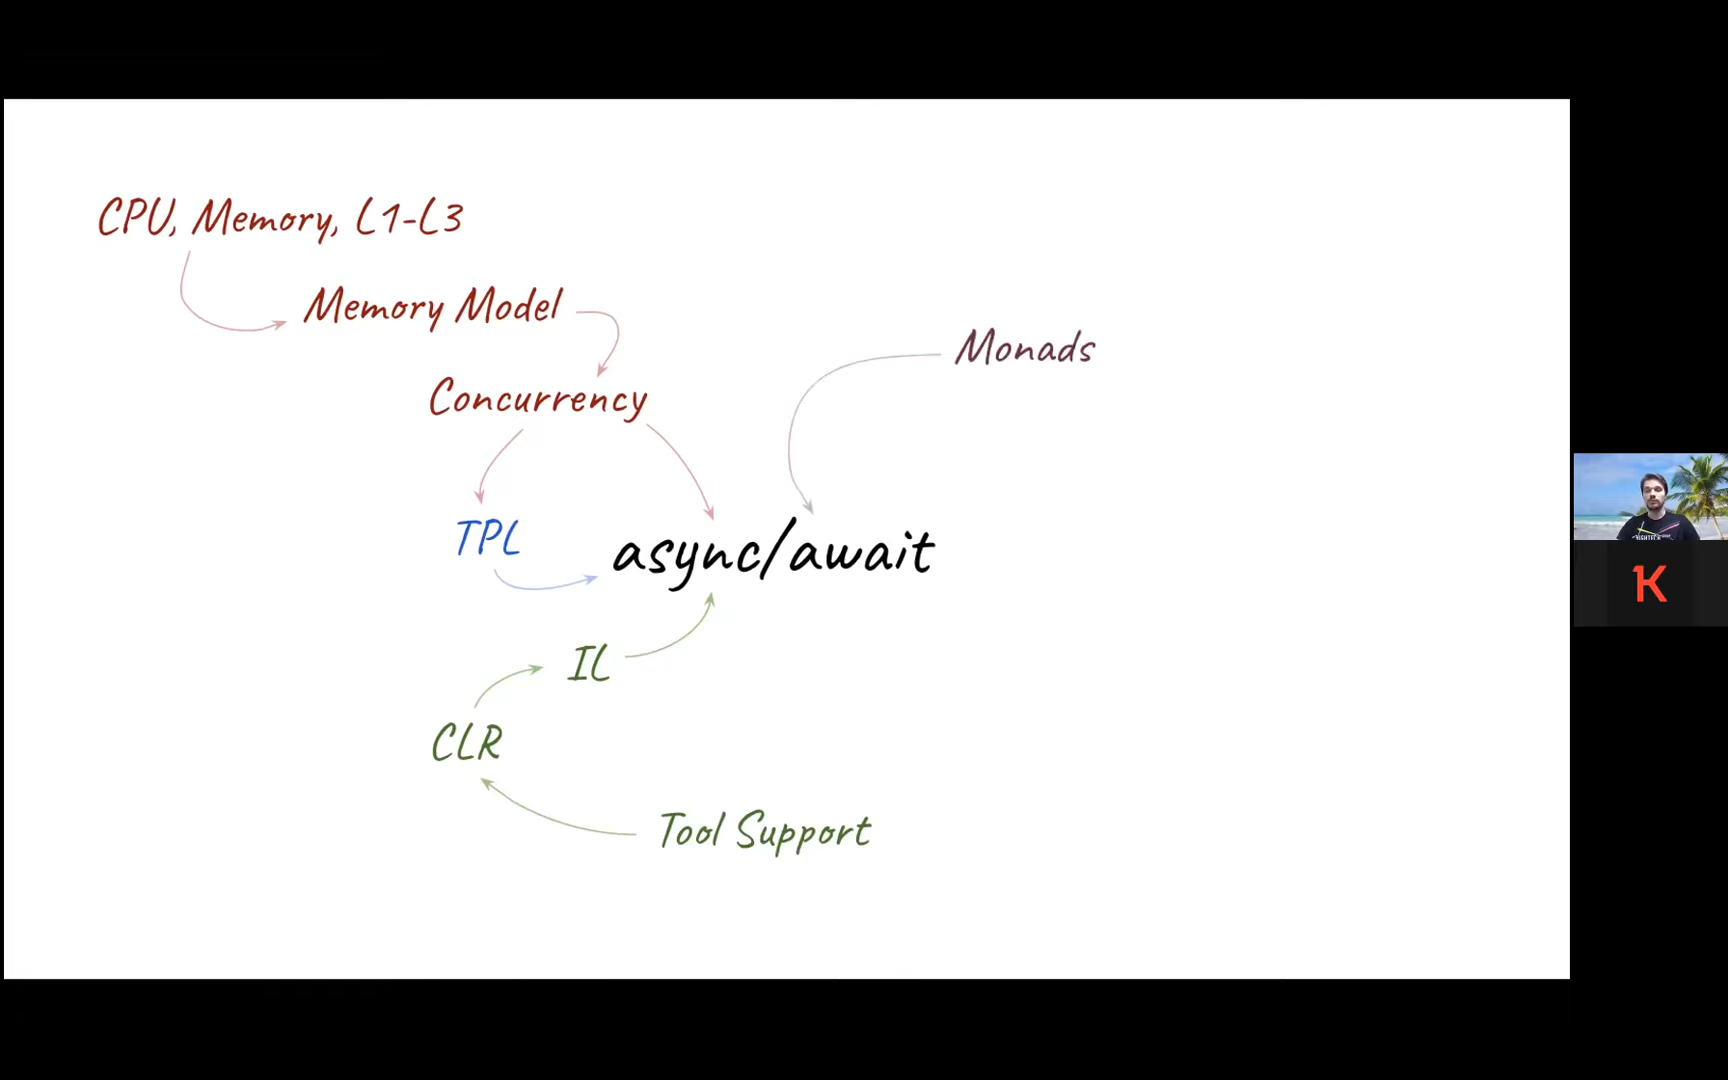 CPU, Memory, L1-L3
Memory Model
Monads
Concurrency
TPL
async/await
IL
CLR
Tool Support
K